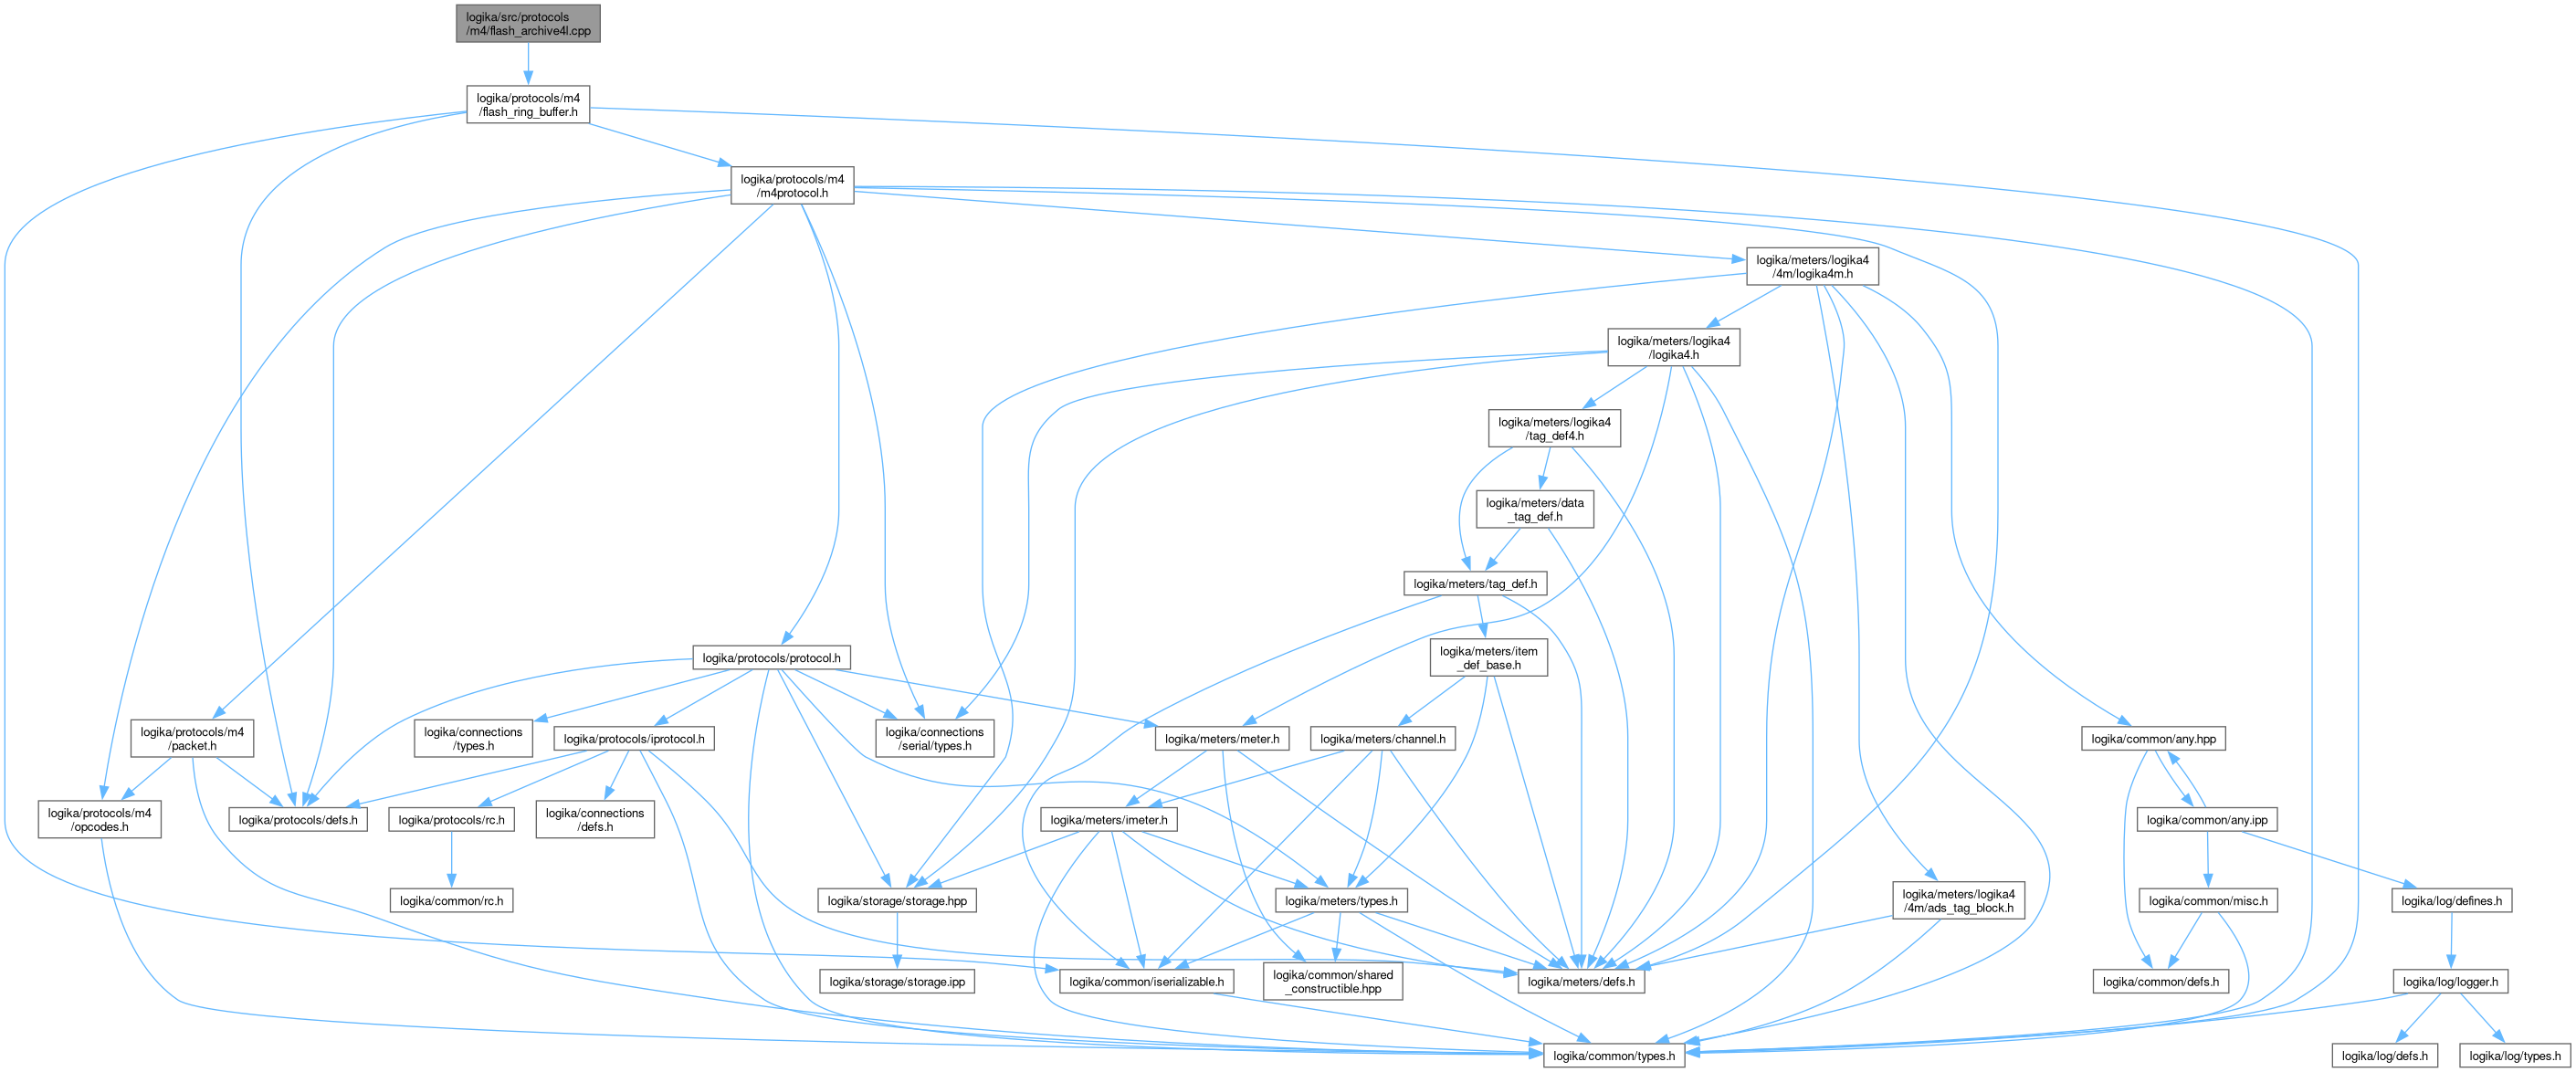 logika/src/protocols
/m4/flash_archive4l.cpp
logika/protocols/m4
/flash_ring_buffer.h
logika/protocols/m4
/m4protocol.h
logika/meters/logika4
/4m/logika4m.h
logika/meters/logika4
/logika4.h
logika/meters/logika4
/tag_def4.h
logika/meters/data
_tag_def.h
logika/meters/tag_def.h
logika/protocols/protocol.h
logika/meters/item
_def_base.h
logika/protocols/m4
/packet.h
logika/connections
/types.h
logika/protocols/iprotocol.h
logika/connections
/serial/types.h
logika/meters/meter.h
logika/meters/channel.h
logika/common/any.hpp
logika/protocols/m4
/opcodes.h
logika/protocols/defs.h
logika/protocols/rc.h
logika/connections
/defs.h
logika/meters/imeter.h
logika/common/any.ipp
logika/common/rc.h
logika/storage/storage.hpp
logika/meters/types.h
logika/meters/logika4
/4m/ads_tag_block.h
logika/common/misc.h
logika/log/defines.h
logika/storage/storage.ipp
logika/common/iserializable.h
logika/common/shared
_constructible.hpp
logika/meters/defs.h
logika/common/defs.h
logika/log/logger.h
logika/common/types.h
logika/log/defs.h
logika/log/types.h